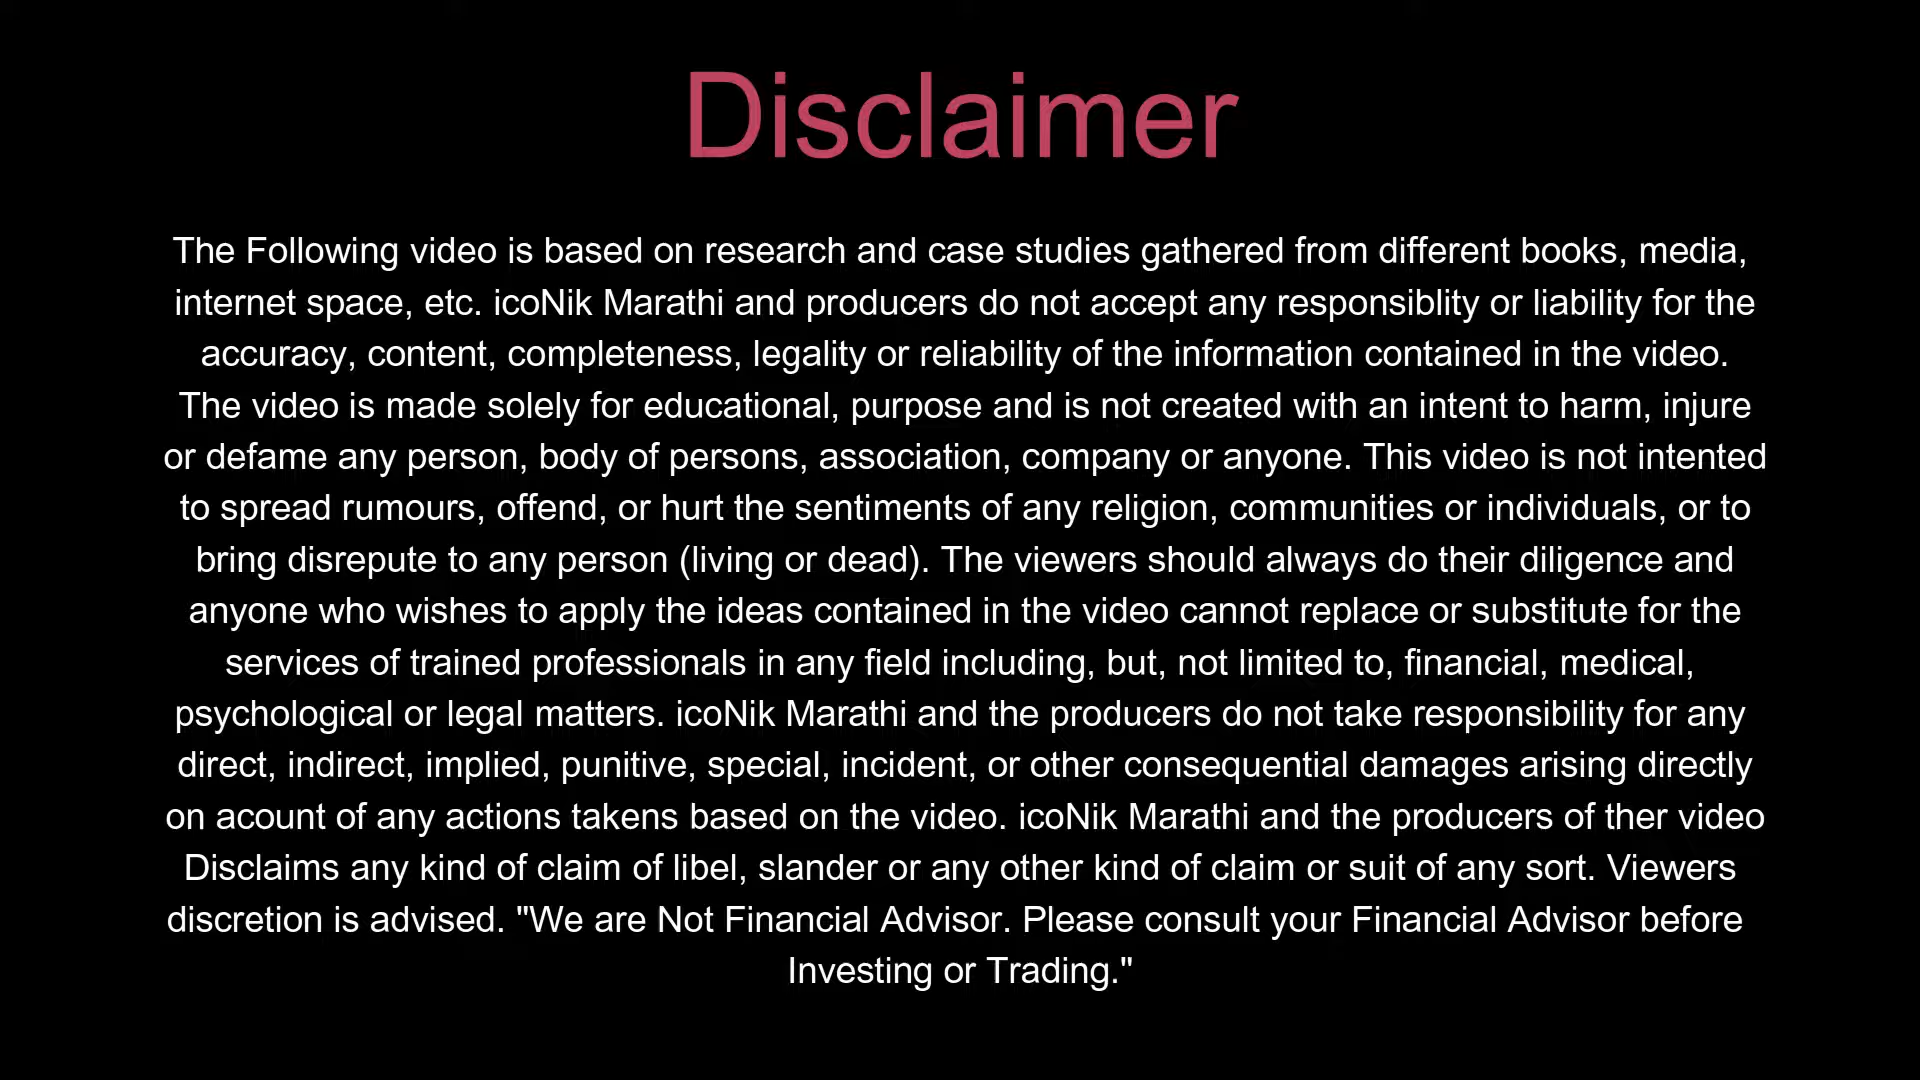 Disclaimer
The Following video is based on research and case studies gathered from different books, media,
internet space, etc. icoNik Marathi and producers do not accept any responsiblity or liability for the
accuracy, content, completeness, legality or reliability of the information contained in the video.
The video is made solely for educational, purpose and is not created with an intent to harm, injure
or defame any person, body of persons, association, company or anyone. This video is not intented
to spread rumours, offend, or hurt the sentiments of any religion, communities or individuals, or to
bring disrepute to any person (living or dead). The viewers should always do their diligence and
anyone who wishes to apply the ideas contained in the video cannot replace or substitute for the
services of trained professionals in any field including, but, not limited to, financial, medical,
psychological or legal matters. icoNik Marathi and the producers do not take responsibility for any
direct, indirect, implied, punitive, special, incident, or other consequential damages arising directly
on acount of any actions takens based on the video. icoNik Marathi and the producers of ther video
Disclaims any kind of claim of libel, slander or any other kind of claim or suit of any sort. Viewers
discretion is advised. "We are Not Financial Advisor. Please consult your Financial Advisor before
Investing or Trading."